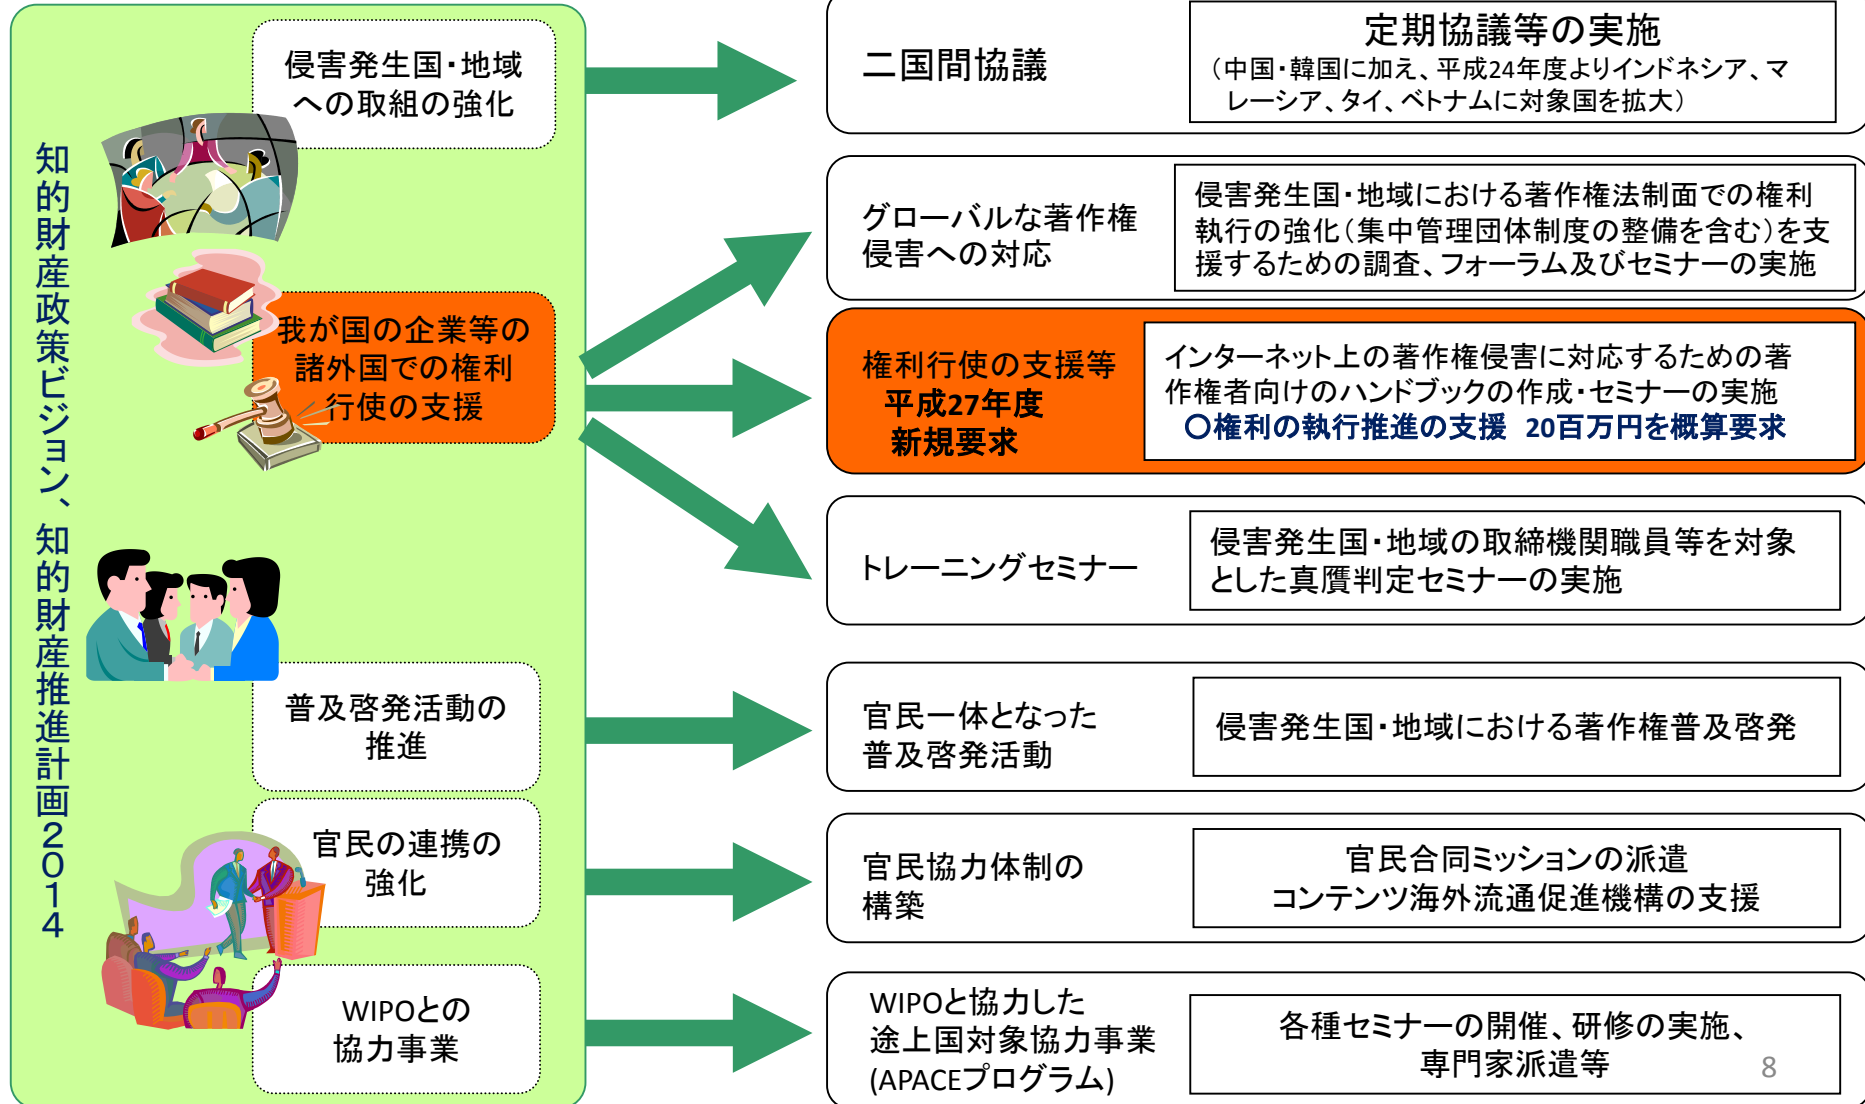 知的財産政策ビジョン、知的財産推進計画2014
侵害発生国・地域
への取組の強化
二国間協議
定期協議等の実施
（中国・韓国に加え、平成24年度よりインドネシア、マ
レーシア、タイ、ベトナムに対象国を拡大）
我が国の企業等の
諸外国での権利
行使の支援
グローバルな著作権
侵害への対応
侵害発生国・地域における著作権法制面での権利
執行の強化（集中管理団体制度の整備を含む）を支
援するための調査、フォーラム及びセミナーの実施
権利行使の支援等
平成27年度
新規要求
インターネット上の著作権侵害に対応するための著
作権者向けのハンドブックの作成・セミナーの実施
○権利の執行推進の支援 20百万円を概算要求
トレーニングセミナー
侵害発生国・地域の取締機関職員等を対象
とした真贋判定セミナーの実施
普及啓発活動の
推進
官民一体となった
普及啓発活動
侵害発生国・地域における著作権普及啓発
官民の連携の
強化
官民協力体制の
構築
官民合同ミッションの派遣
コンテンツ海外流通促進機構の支援
WIPOとの
協力事業
WIPOと協力した
途上国対象協力事業
(APACEプログラム)
各種セミナーの開催、研修の実施、
専門家派遣等
8